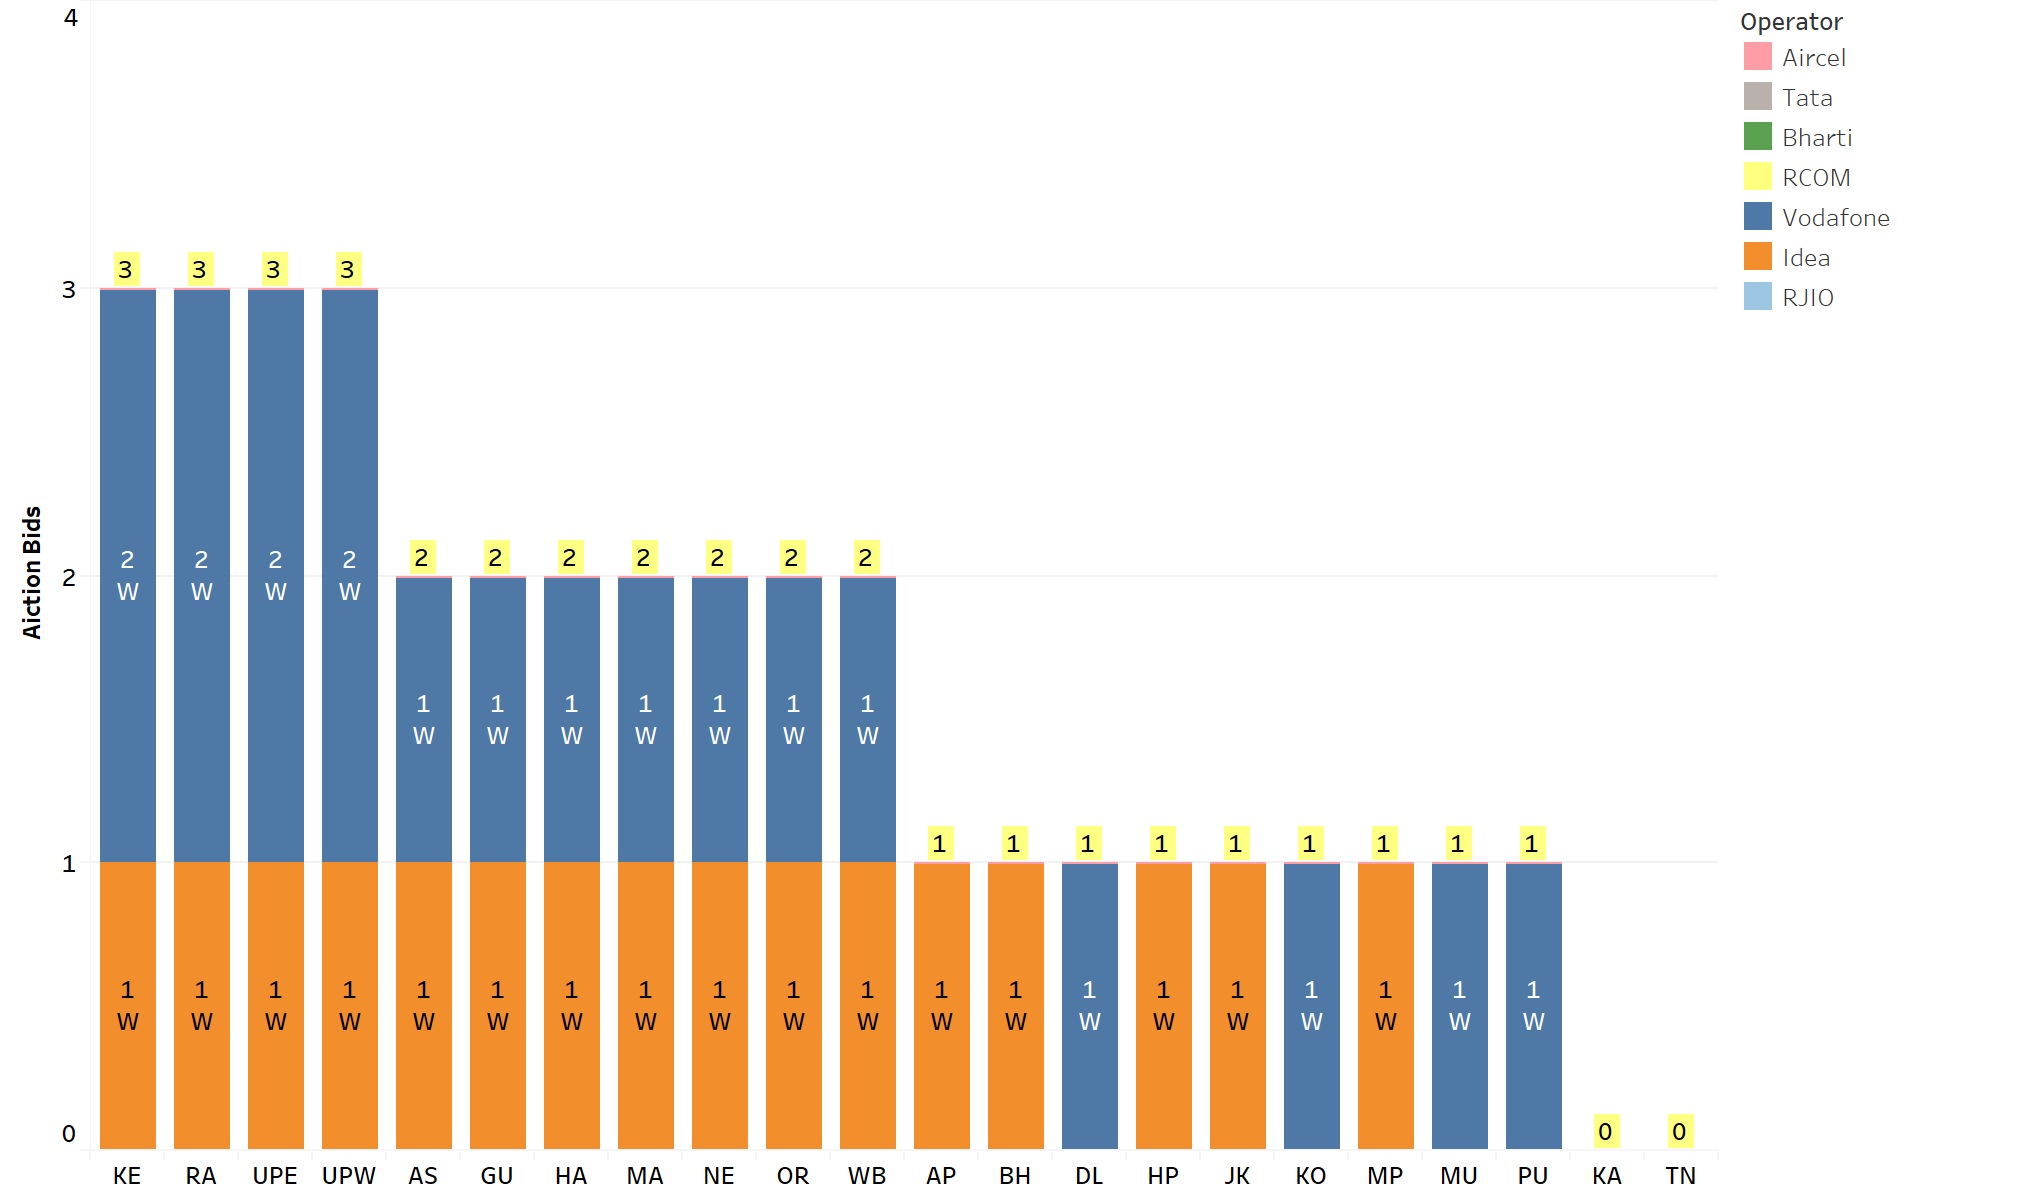 4
3
2
1
0
Aiction Bids
3 3 3 3
2 2 2 2 2 2 2
1 1 1 1 1 1 1 1 1
0 0
2 2 2 2
W W W W
1 1 1 1 1 1 1
W W W W W W W
1 1 1 1 1 1 1 1 1 1 1 1 1 1 1 1 1 1 1 1
W W W W W W W W W W W W W W W W W W W W
KE RA UPE UPW AS GU HA MA NE OR WB AP BH DL HP JK KO MP MU PU KA TN
Operator
Aircel
Tata
Bharti
RCOM
Vodafone
Idea
RJIO